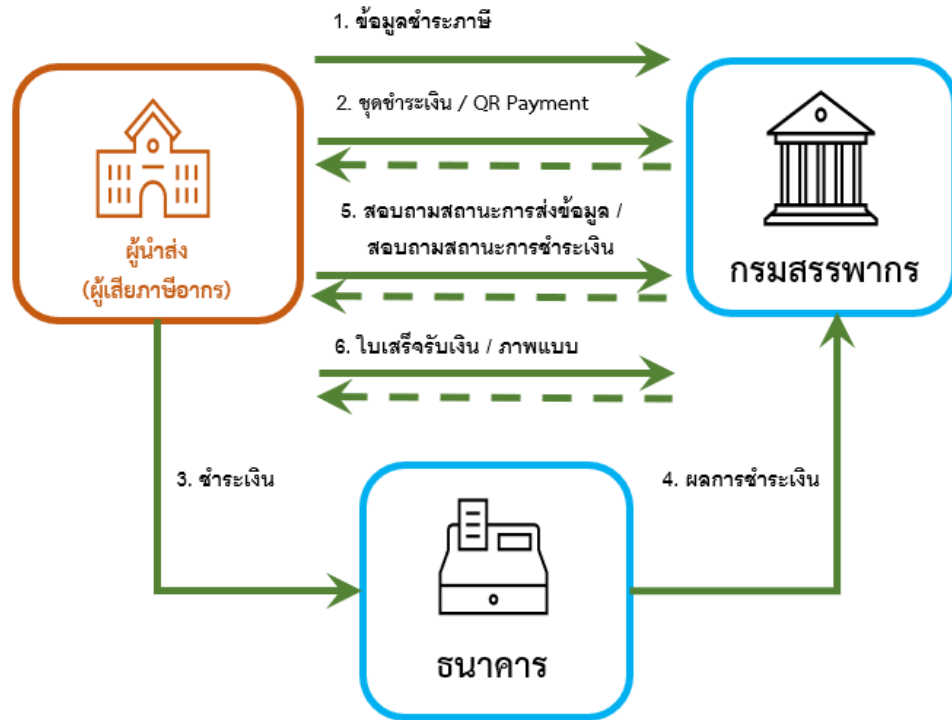 1. ข้อมูลชำระภาษี
2. ชุดชำระเงิน / QR Payment
5. สอบถามสถานะการส่งข้อมูล /
สอบถามสถานะการชำระเงิน
ผู้นำส่ง
(ผู้เสียภาษีอากร)
กรมสรรพากร
6. ใบเสร็จรับเงิน / ภาพแบบ
3. ชำระเงิน
4. ผลการชำระเงิน
ธนาคาร